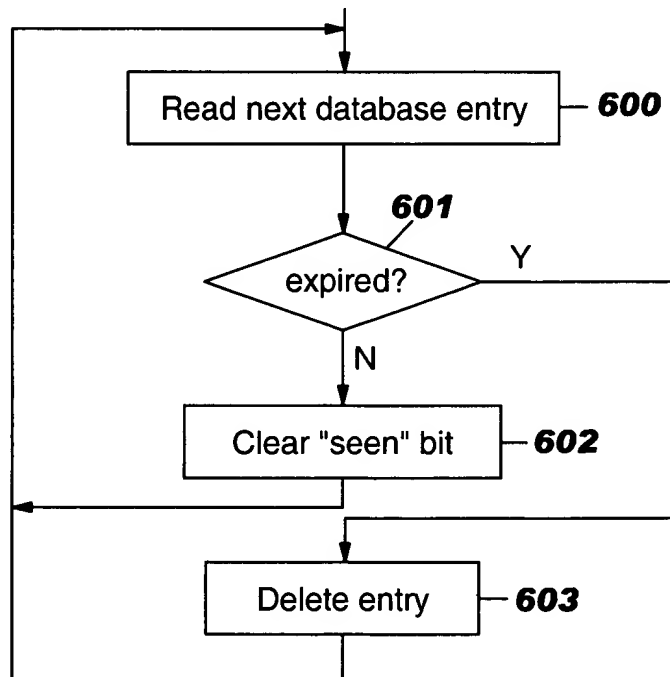 Read next database entry
600
601
expired?
Y
N
Clear "seen" bit
602
Delete entry
603